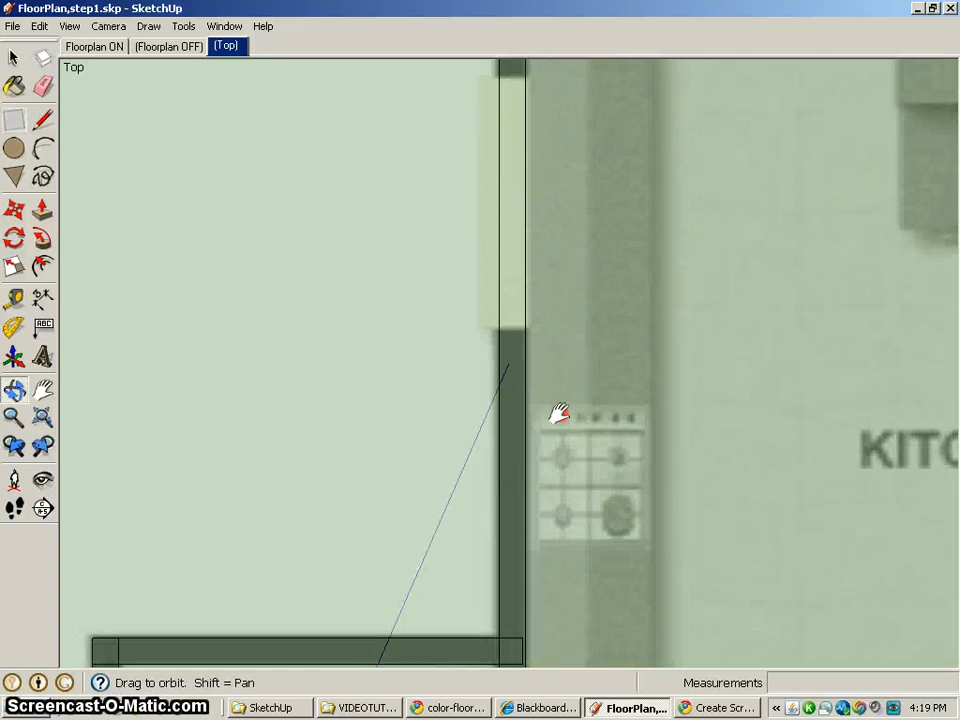 FloorPlan,step1.skp - SketchUp
File Edit View Camera Draw Tools Window Help
Floorplan ON (Floorplan OFF) (Top)
Top
ABC
Drag to orbit. Shift = Pan
Measurements
Screencast-O-Matic.com
SketchUp VIDEOTUT... color-floor... Blackboard... FloorPlan,... Create Scr... « 4:19 PM